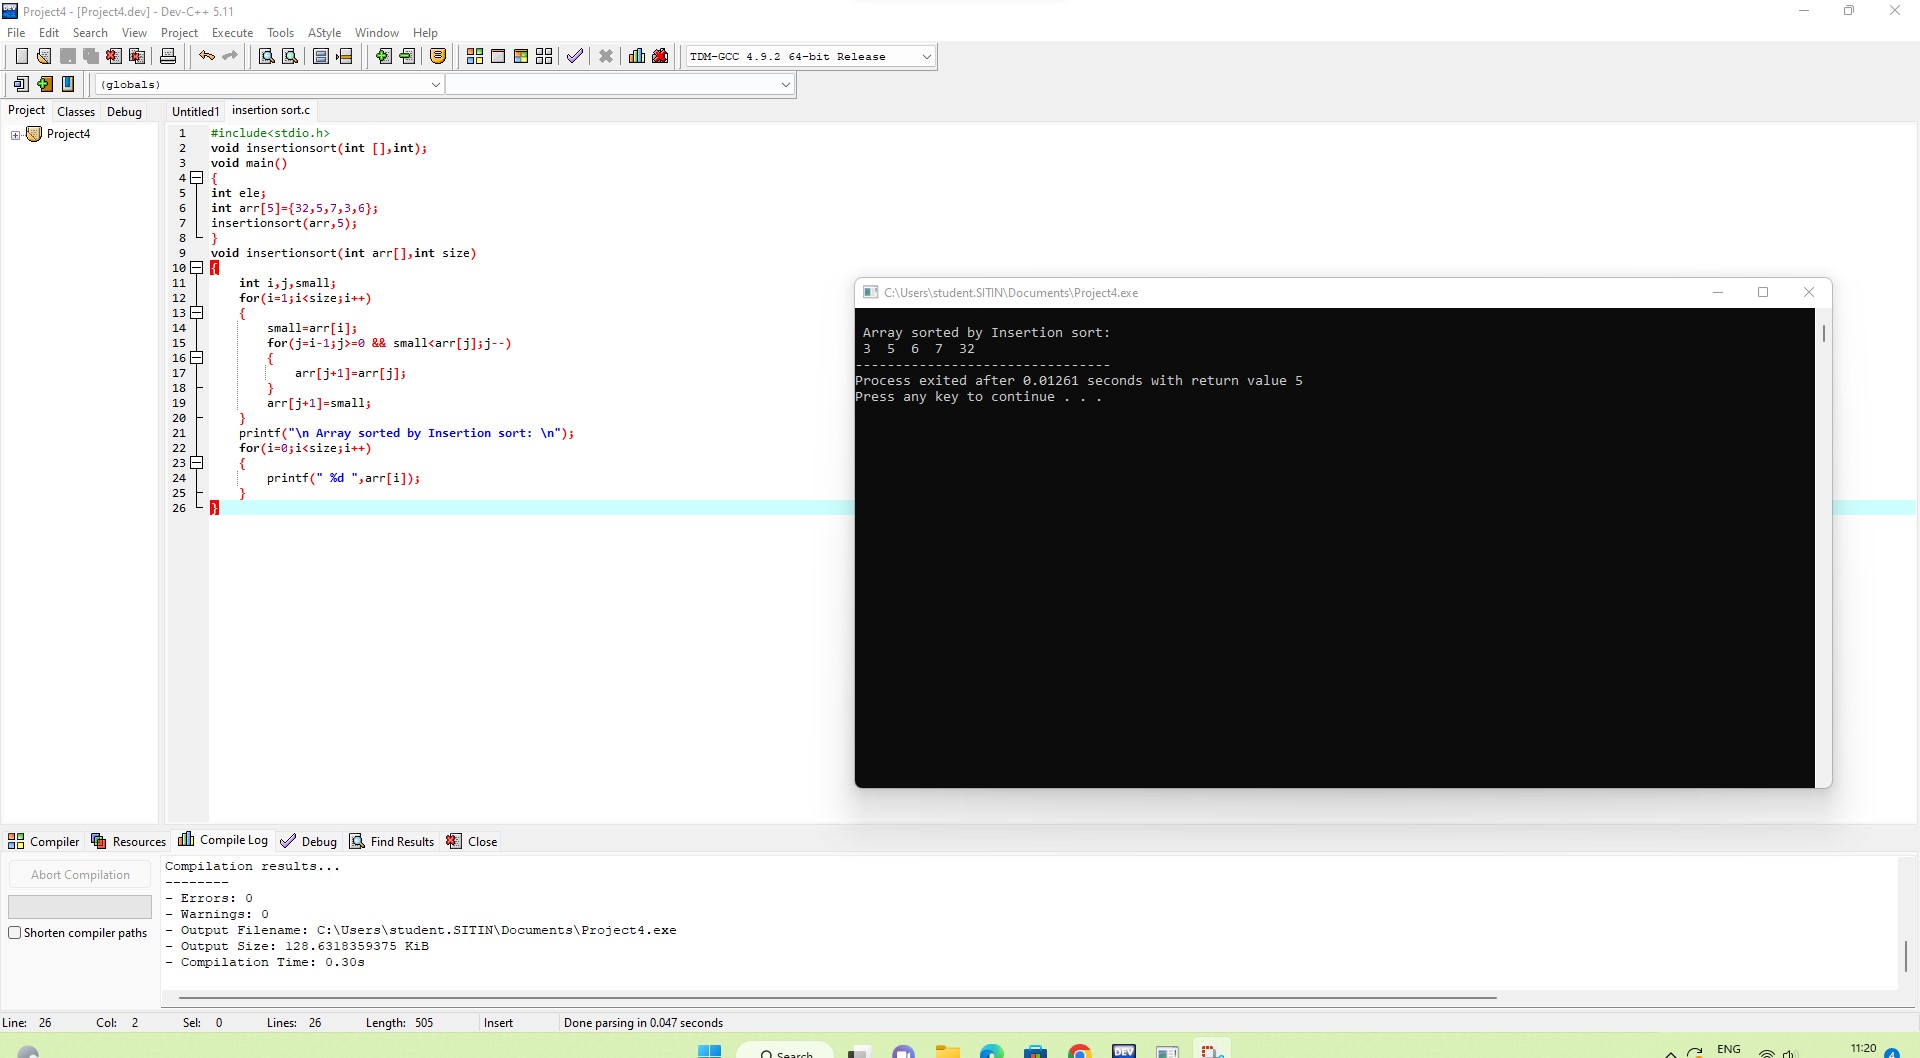 Project4 - [Project4.dev] - Dev-C++ 5.11
File Edit Search View Project Execute Tools AStyle Window Help
TDM-GCC 4.9.2 64-bit Release
(globals)
Project Classes Debug
Untitled1 insertion sort.c
Project4
1 #include<stdio.h>
2 void insertionsort(int [],int);
3 void main()
4 {
5 int ele;
6 int arr[5]={32,5,7,3,6};
7 insertionsort(arr,5);
8 }
9 void insertionsort(int arr[],int size)
10 {
11 int i,j,small;
12 for(i=1;i<size;i++)
13 {
14 small=arr[i];
15 for(j=i-1;j>=0 && small<arr[j];j--)
16 {
17 arr[j+1]=arr[j];
18 }
19 arr[j+1]=small;
20 }
21 printf("\n Array sorted by Insertion sort: \n");
22 for(i=0;i<size;i++)
23 {
24 printf(" %d ",arr[i]);
25 }
26 }
C:\Users\student.SITIN\Documents\Project4.exe
Array sorted by Insertion sort:
3 5 6 7 32
--------------------------------
Process exited after 0.01261 seconds with return value 5
Press any key to continue . . .
Compiler Resources Compile Log Debug Find Results Close
Abort Compilation
Shorten compiler paths
Compilation results...
--------
- Errors: 0
- Warnings: 0
- Output Filename: C:\Users\student.SITIN\Documents\Project4.exe
- Output Size: 128.6318359375 KiB
- Compilation Time: 0.30s
Line: 26 Col: 2 Sel: 0 Lines: 26 Length: 505 Insert Done parsing in 0.047 seconds
Search
DEV
ENG
11:20